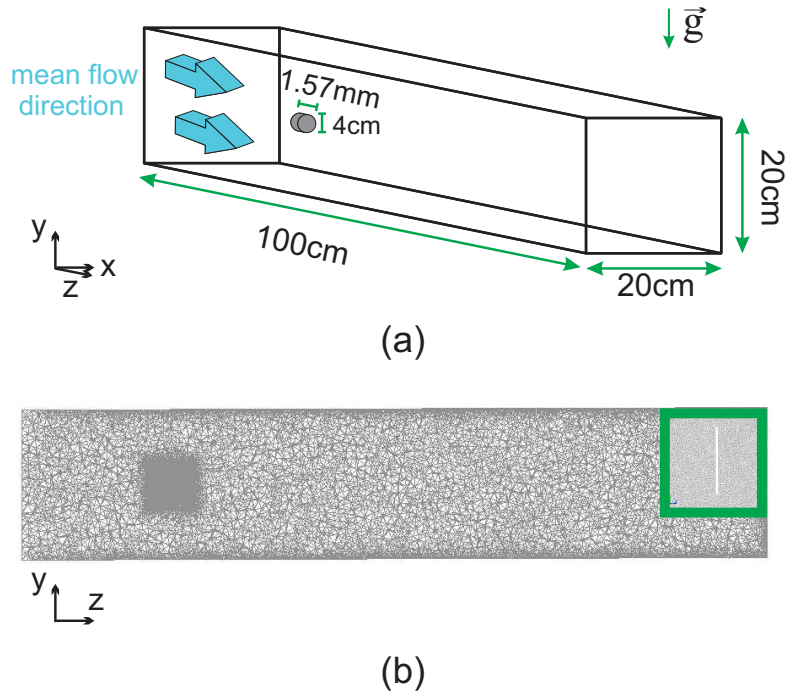 g
mean flow
direction
1.57mm
4cm
20cm
100cm
20cm
y
x
z
(a)
y
z
(b)